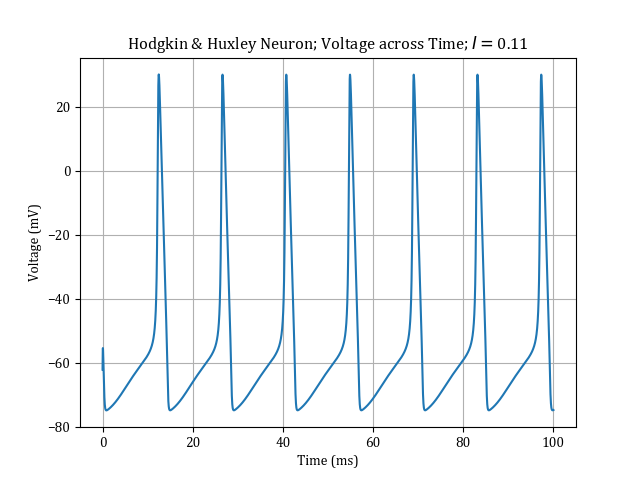 Hodgkin & Huxley Neuron; Voltage across Time; I = 0.11
20
0
−20
−40
−60
−80
Voltage (mV)
0 20 40 60 80 100
Time (ms)